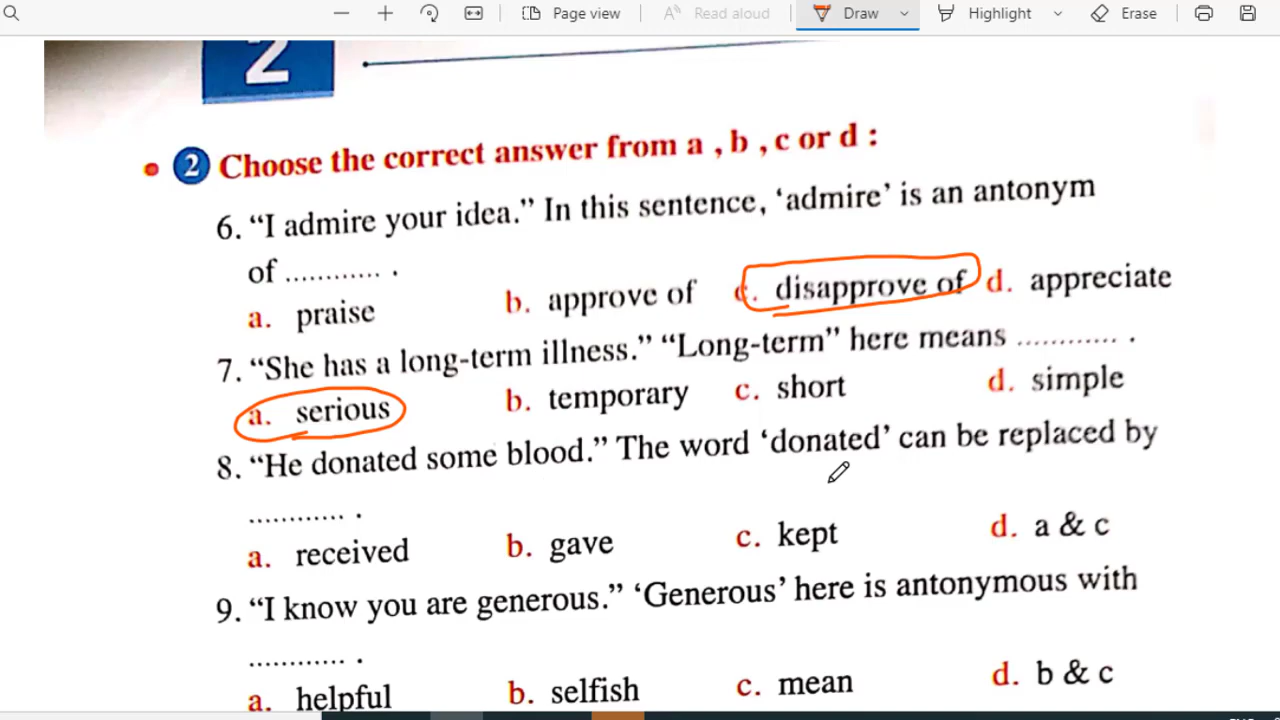 Page view
Read aloud
Draw
Highlight
Erase
2
2 Choose the correct answer from a , b , c or d :
6. “I admire your idea.” In this sentence, ‘admire’ is an antonym
of ............ .
a. praise b. approve of c. disapprove of d. appreciate
7. “She has a long-term illness.” “Long-term” here means ............ .
a. serious b. temporary c. short d. simple
8. “He donated some blood.” The word ‘donated’ can be replaced by
............ .
a. received b. gave c. kept d. a & c
9. “I know you are generous.” ‘Generous’ here is antonymous with
............ .
a. helpful b. selfish c. mean d. b & c